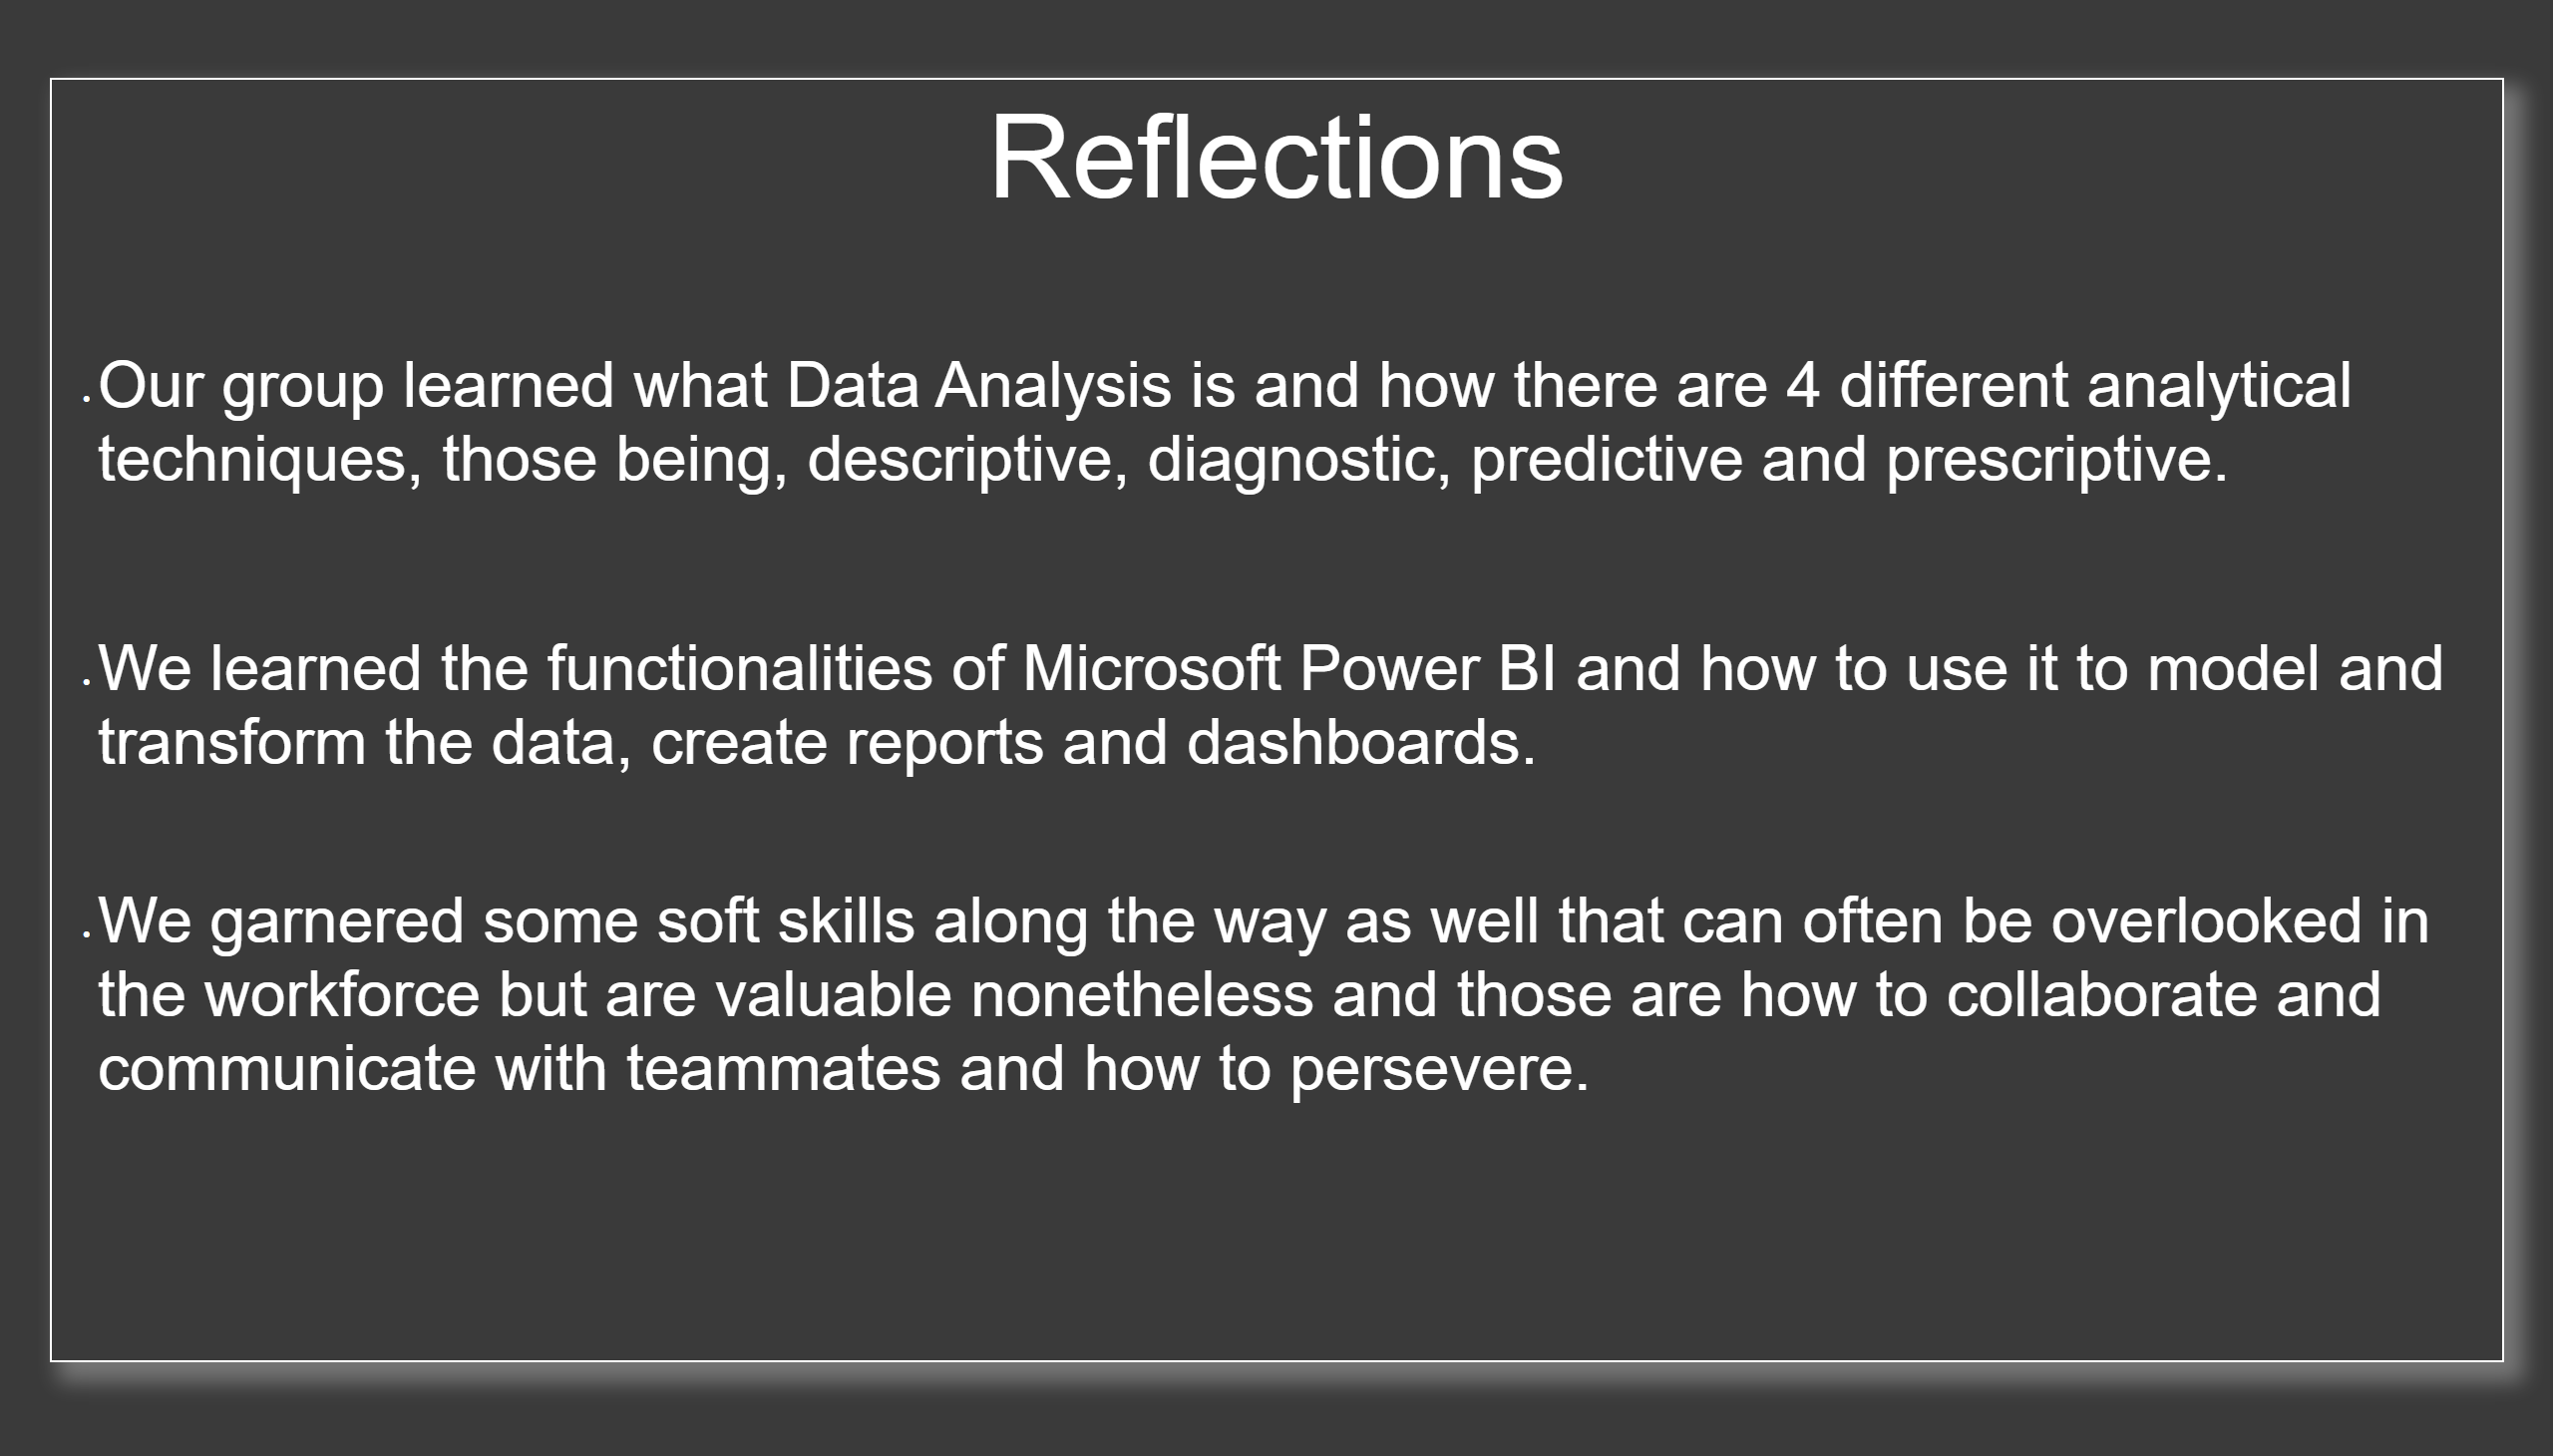 Reflections
.Our group learned what Data Analysis is and how there are 4 different analytical
techniques, those being, descriptive, diagnostic, predictive and prescriptive.
.We learned the functionalities of Microsoft Power BI and how to use it to model and
transform the data, create reports and dashboards.
.We garnered some soft skills along the way as well that can often be overlooked in
the workforce but are valuable nonetheless and those are how to collaborate and
communicate with teammates and how to persevere.